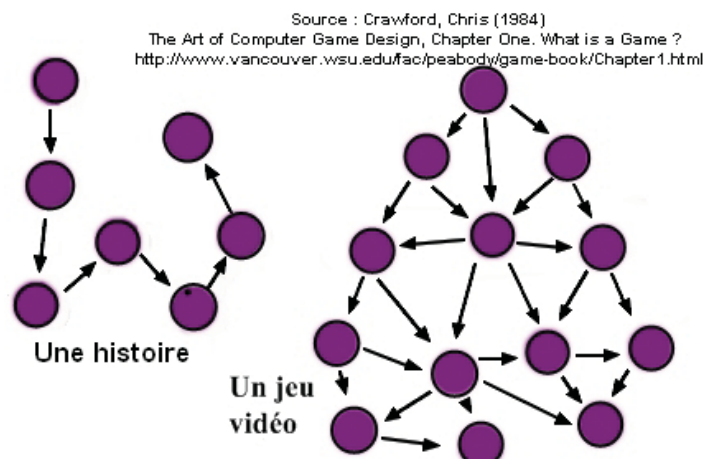 Source : Crawford, Chris (1984)
The Art of Computer Game Design, Chapter One. What is a Game ?
http://www.vancouver.wsu.edu/fac/peabody/game-book/Chapter1.html
Une histoire
Un jeu
vidéo